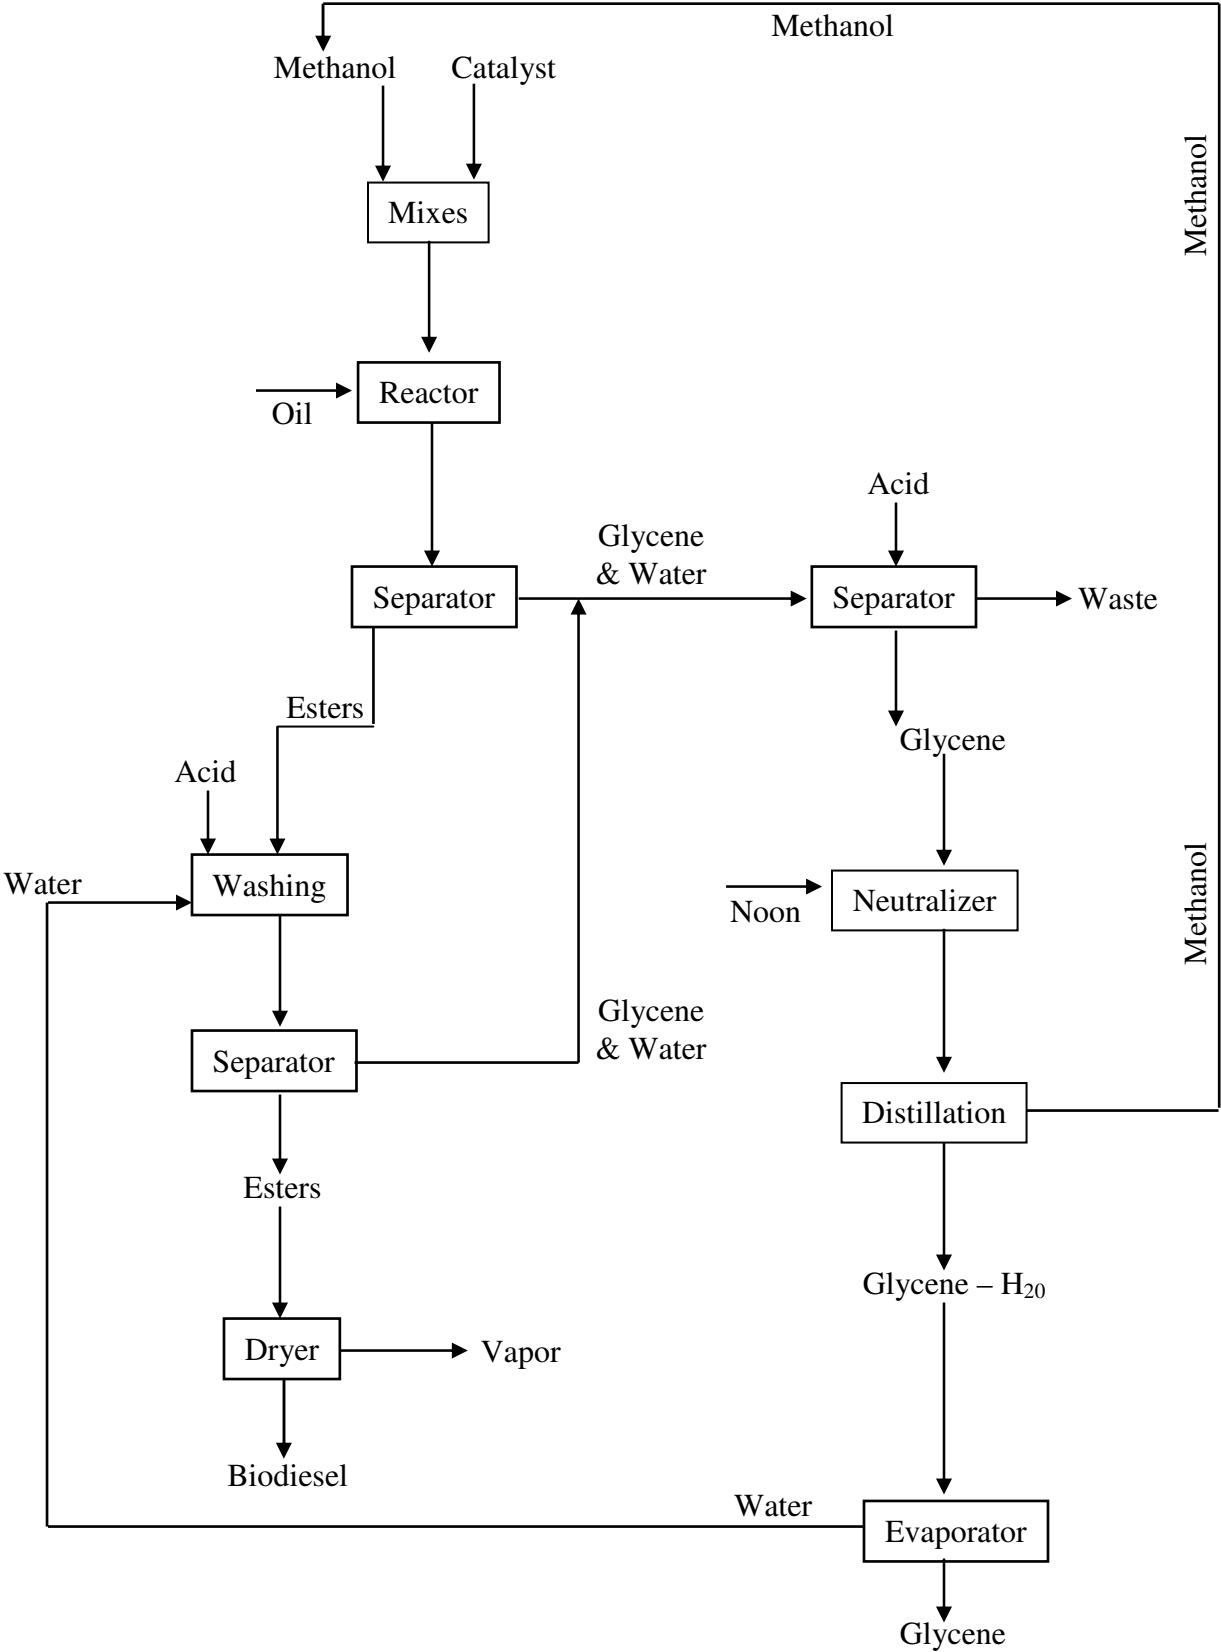 Methanol
Methanol
Catalyst
Methanol
Mixes
Reactor
Oil
Acid
Glycene
& Water
Separator
Separator
Waste
Esters
Glycene
Acid
Methanol
Water
Washing
Noon
Neutralizer
Glycene
& Water
Separator
Distillation
Esters
Glycene – H20
Dryer
Vapor
Biodiesel
Water
Evaporator
Glycene